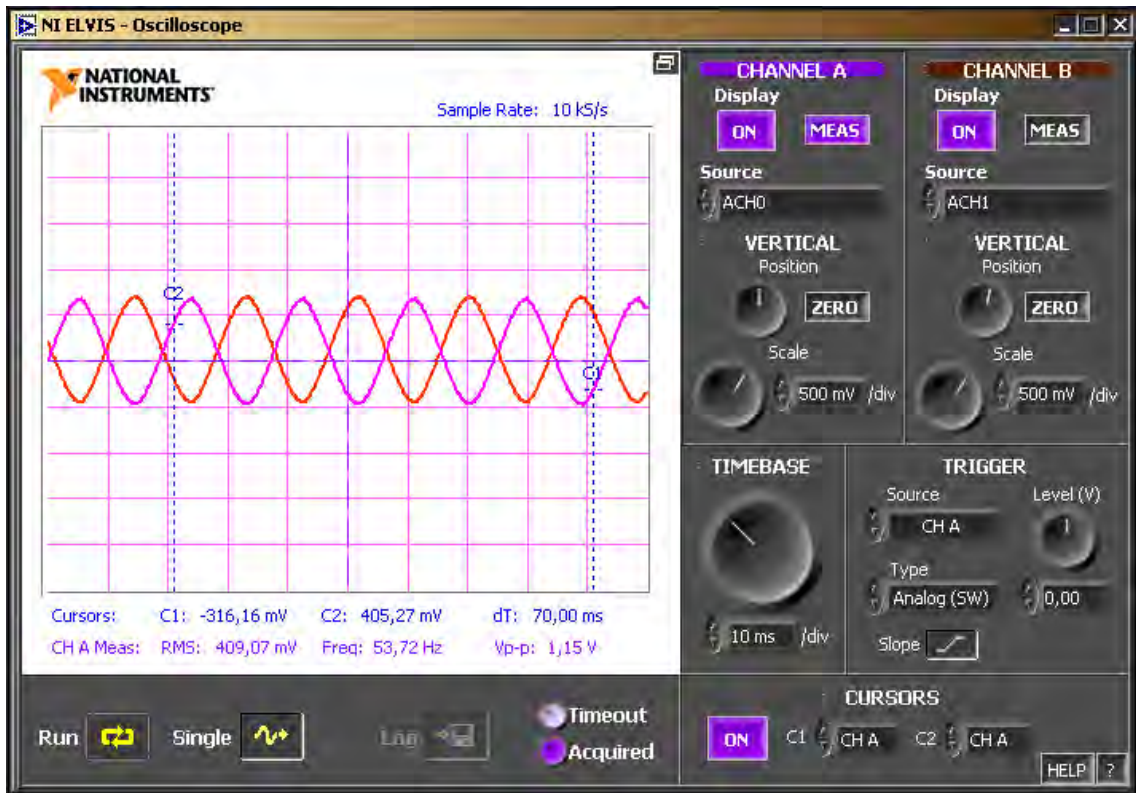 NI ELVIS - Oscilloscope
NATIONAL
INSTRUMENTS
Sample Rate: 10 kS/s
C2
C1
Cursors: C1: -316,16 mV C2: 405,27 mV dT: 70,00 ms
CH A Meas: RMS: 409,07 mV Freq: 53,72 Hz Vp-p: 1,15 V
Run Single Log
Timeout
Acquired
CHANNEL A
Display
ON MEAS
Source
ACH0
VERTICAL
Position
ZERO
Scale
500 mV /div
CHANNEL B
Display
ON MEAS
Source
ACH1
VERTICAL
Position
ZERO
Scale
500 mV /div
TIMEBASE
10 ms /div
TRIGGER
Source Level (V)
CH A
Type
Analog (SW) 0,00
Slope
CURSORS
ON C1 CH A C2 CH A
HELP ?